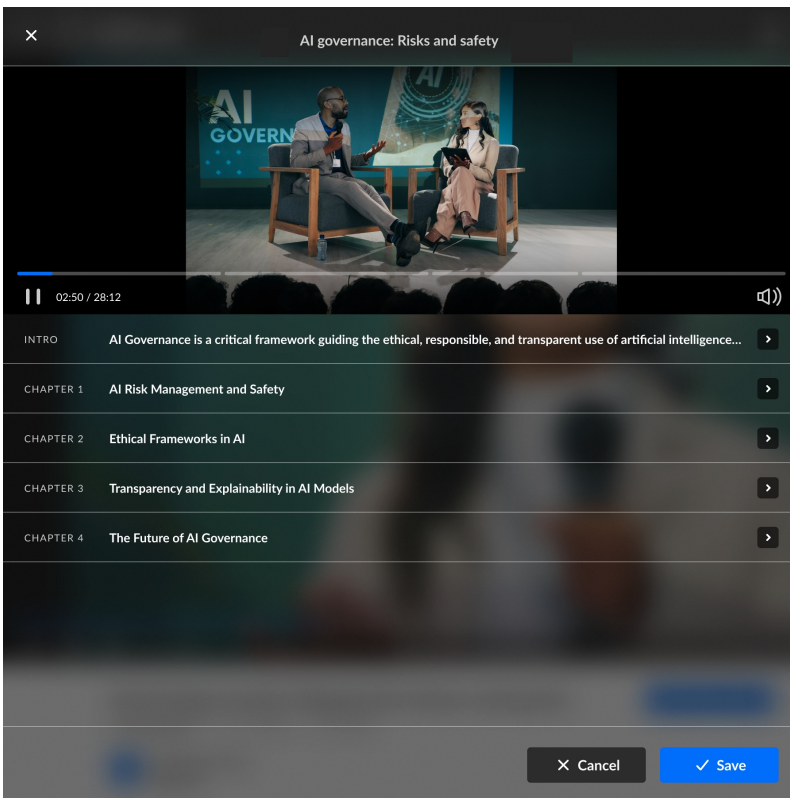 AI governance: Risks and safety
AI
AI
GOVERN
02:50 / 28:12
INTRO AI Governance is a critical framework guiding the ethical, responsible, and transparent use of artificial intelligence...
CHAPTER 1 AI Risk Management and Safety
CHAPTER 2 Ethical Frameworks in AI
CHAPTER 3 Transparency and Explainability in AI Models
CHAPTER 4 The Future of AI Governance
Cancel Save